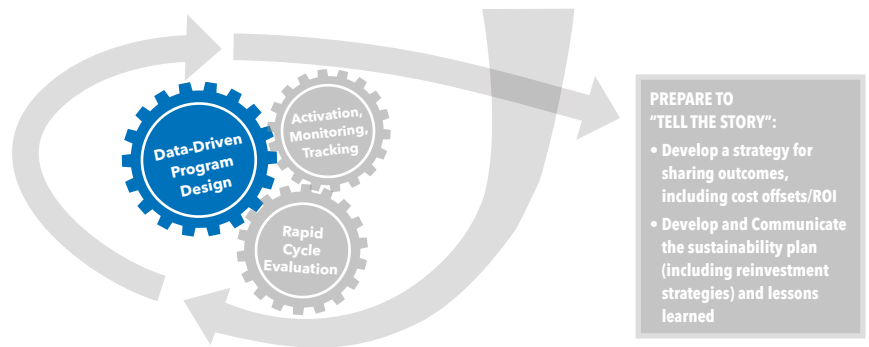 Data-Driven
Program
Design
Activation,
Monitoring,
Tracking
Rapid
Cycle
Evaluation
PREPARE TO
“TELL THE STORY”:
• Develop a strategy for
sharing outcomes,
including cost offsets/ROI
• Develop and Communicate
the sustainability plan
(including reinvestment
strategies) and lessons
learned